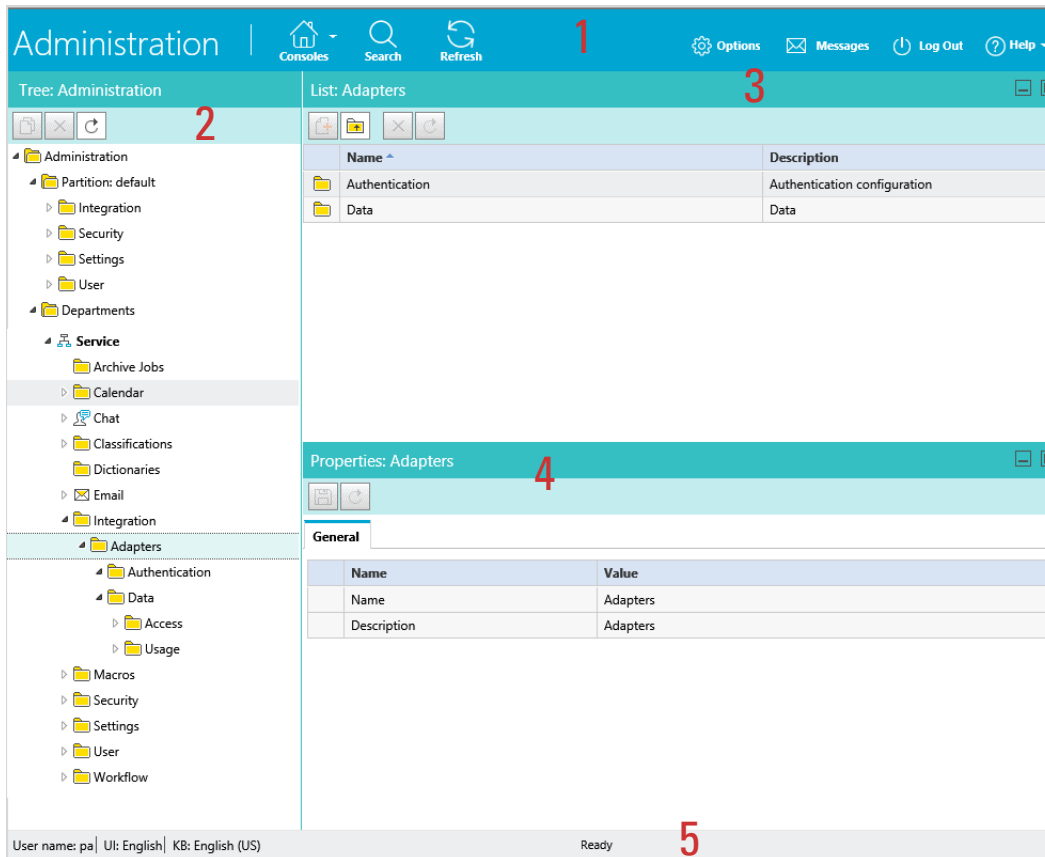 Administration
Consoles
Search
Refresh
1
Options
Messages
Log Out
Help
Tree: Administration
2
Administration
Partition: default
Integration
Security
Settings
User
Departments
Service
Archive Jobs
Calendar
Chat
Classifications
Dictionaries
Email
Integration
Adapters
Authentication
Data
Access
Usage
Macros
Security
Settings
User
Workflow
List: Adapters
3
Name Description
Authentication Authentication configuration
Data Data
Properties: Adapters
4
General
Name Value
Name Adapters
Description Adapters
User name: pa UI: English KB: English (US) Ready 5